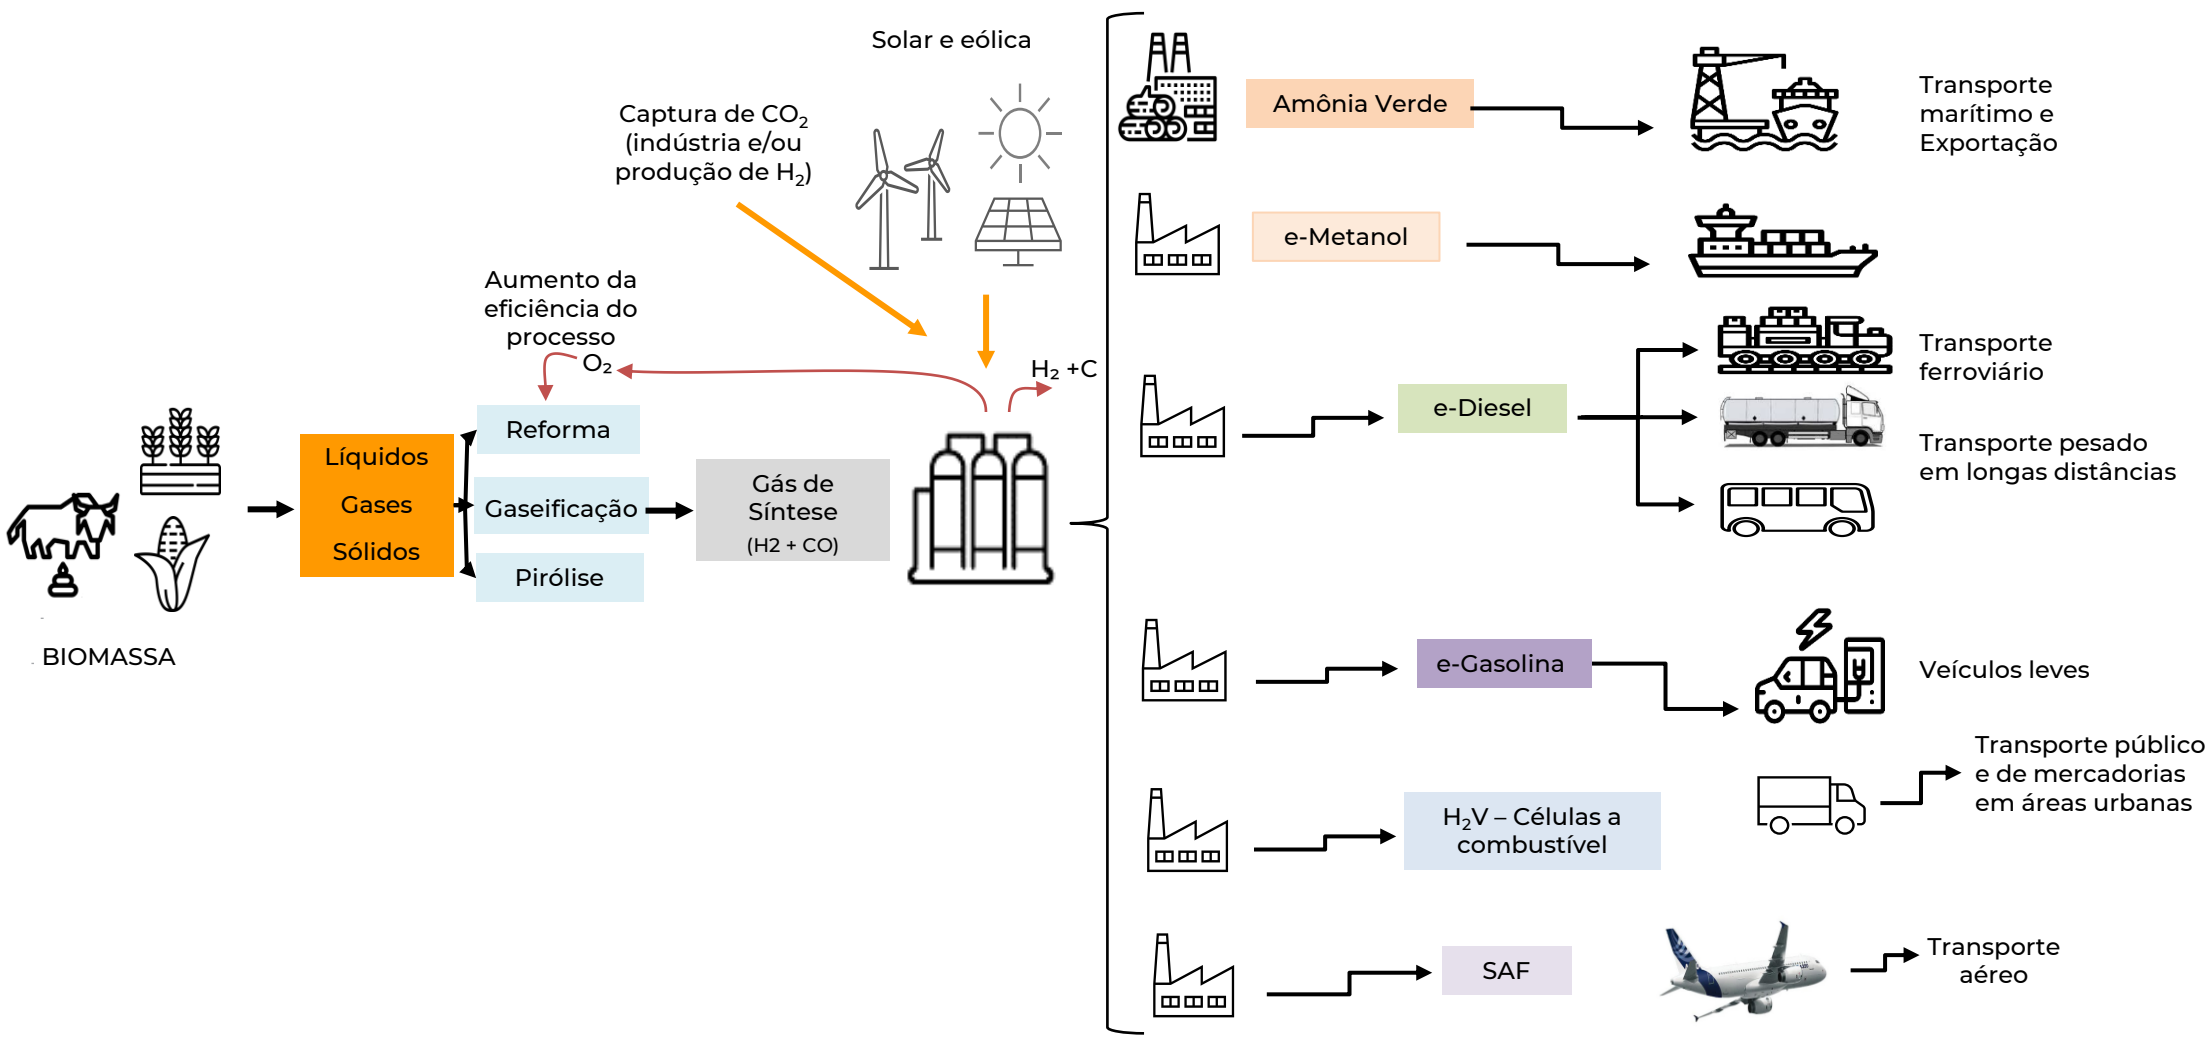 Solar e eólica
Captura de CO₂
(indústria e/ou
produção de H₂)
Aumento da
eficiência do
processo
O₂
H₂ +C
BIOMASSA
Líquidos
Gases
Sólidos
Reforma
Gaseificação
Pirólise
Gás de
Síntese
(H2 + CO)
Amônia Verde
Transporte
marítimo e
Exportação
e-Metanol
e-Diesel
Transporte
ferroviário
Transporte pesado
em longas distâncias
e-Gasolina
Veículos leves
H₂V – Células a
combustível
Transporte público
e de mercadorias
em áreas urbanas
SAF
Transporte
aéreo